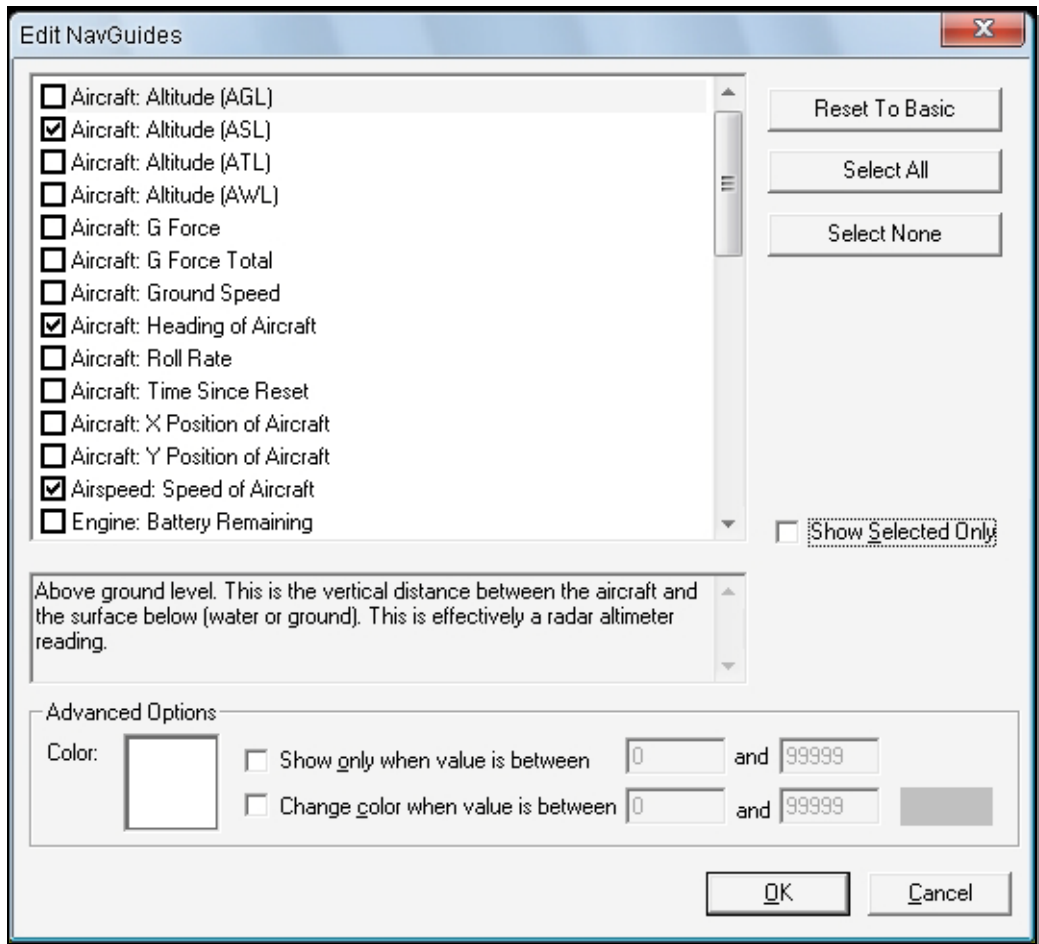 Edit NavGuides
Aircraft: Altitude (AGL)
Aircraft: Altitude (ASL)
Aircraft: Altitude (ATL)
Aircraft: Altitude (AWL)
Aircraft: G Force
Aircraft: G Force Total
Aircraft: Ground Speed
Aircraft: Heading of Aircraft
Aircraft: Roll Rate
Aircraft: Time Since Reset
Aircraft: X Position of Aircraft
Aircraft: Y Position of Aircraft
Airspeed: Speed of Aircraft
Engine: Battery Remaining
Reset To Basic
Select All
Select None
Show Selected Only
Above ground level. This is the vertical distance between the aircraft and
the surface below (water or ground). This is effectively a radar altimeter
reading.
Advanced Options
Color:
Show only when value is between 0 and 99999
Change color when value is between 0 and 99999
OK
Cancel